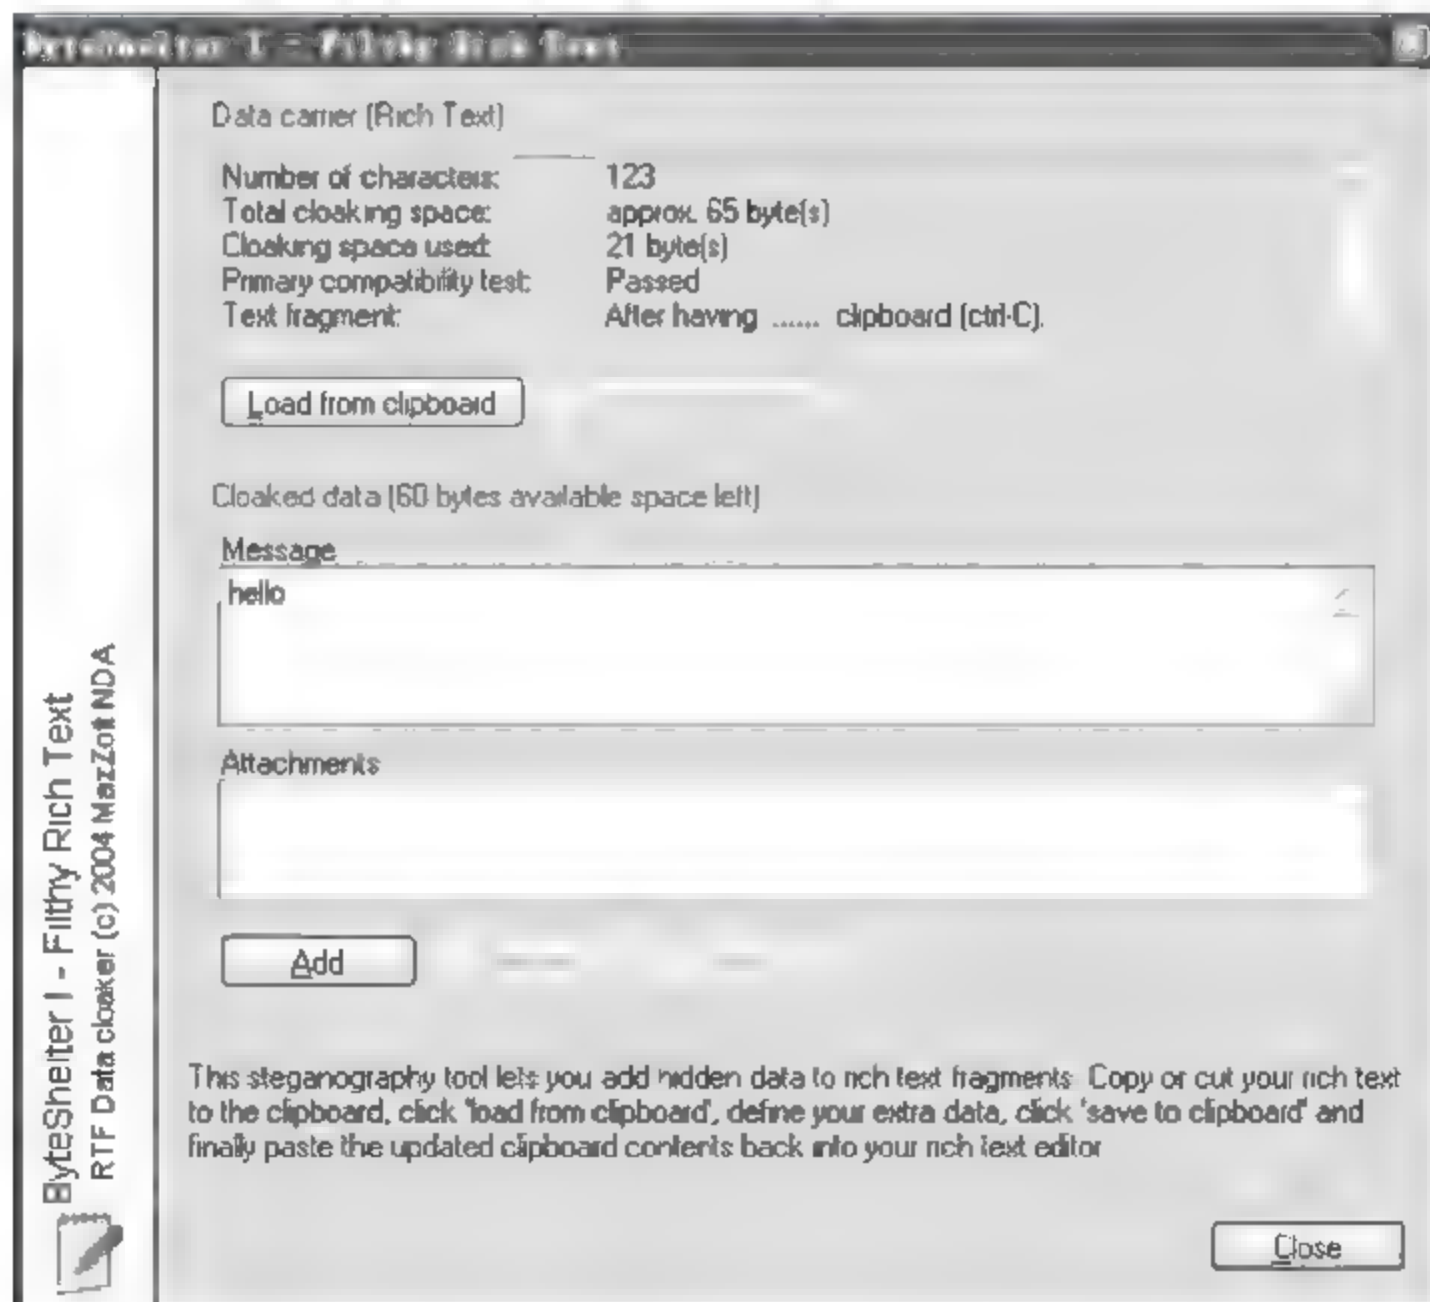 ByteShelter I - Filthy Rich Text
Data carrier (Rich Text)
Number of characters: 123
Total cloaking space: approx. 65 byte(s)
Cloaking space used: 21 byte(s)
Primary compatibility test: Passed
Text fragment: After having ...... clipboard (ctrl-C).
Load from clipboard
Cloaked data (60 bytes available space left)
Message
hello
Attachments
Add
This steganography tool lets you add hidden data to rich text fragments. Copy or cut your rich text
to the clipboard, click 'load from clipboard', define your extra data, click 'save to clipboard' and
finally paste the updated clipboard contents back into your rich text editor
Close
ByteShelter I - Filthy Rich Text
RTF Data cloaker (c) 2004 MazZoft NDA